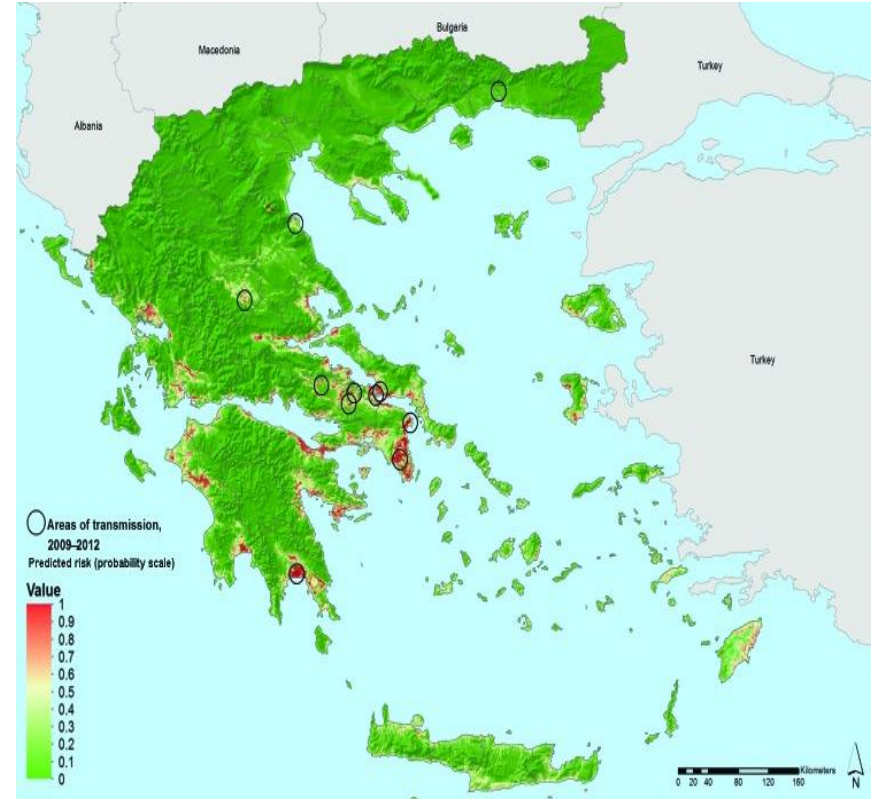 Bulgaria
Macedonia
Turkey
Albania
Turkey
Areas of transmission,
2009–2012
Predicted risk (probability scale)
Value
1
0.9
0.8
0.7
0.6
0.5
0.4
0.3
0.2
0.1
0
Kilometers
0 20 40 80 120 160
N